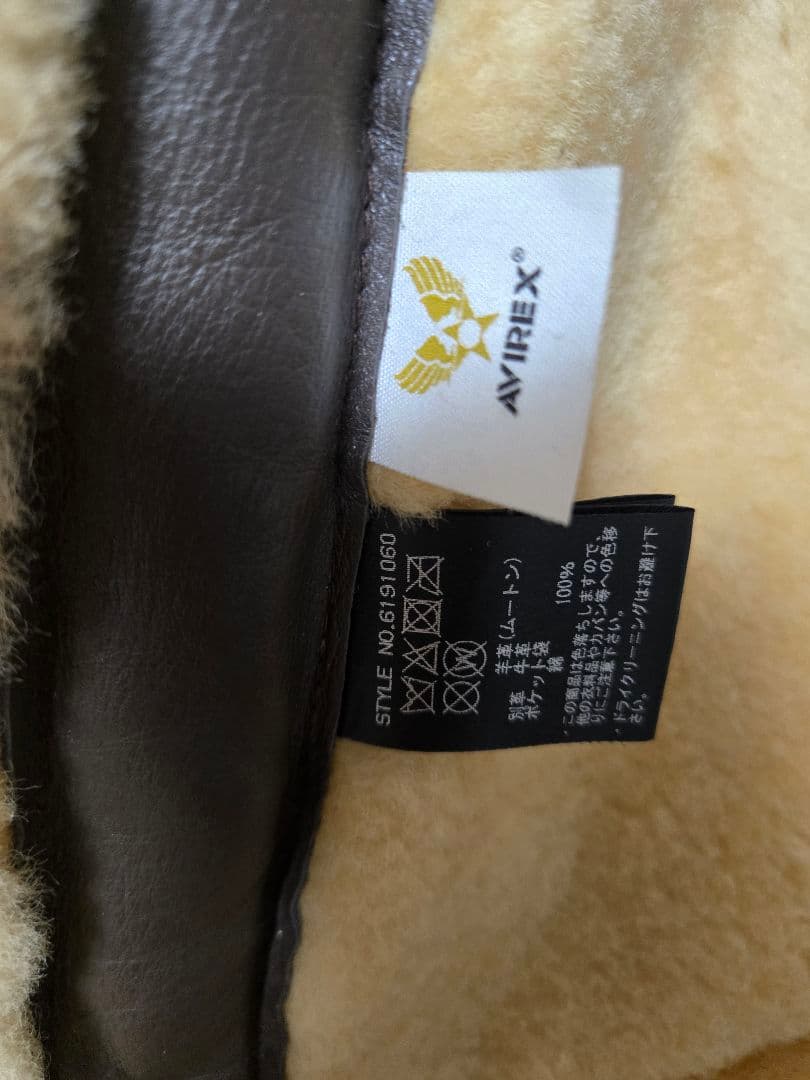 AVIREX®
STYLE NO.6191060
羊革(ムートン)
別革 牛革
ポケット袋
綿 100%
・この商品は色落ちしますので、
他の衣料品やカバン等への色移
りにご注意下さい。
・ドライクリーニングはお避け下
さい。